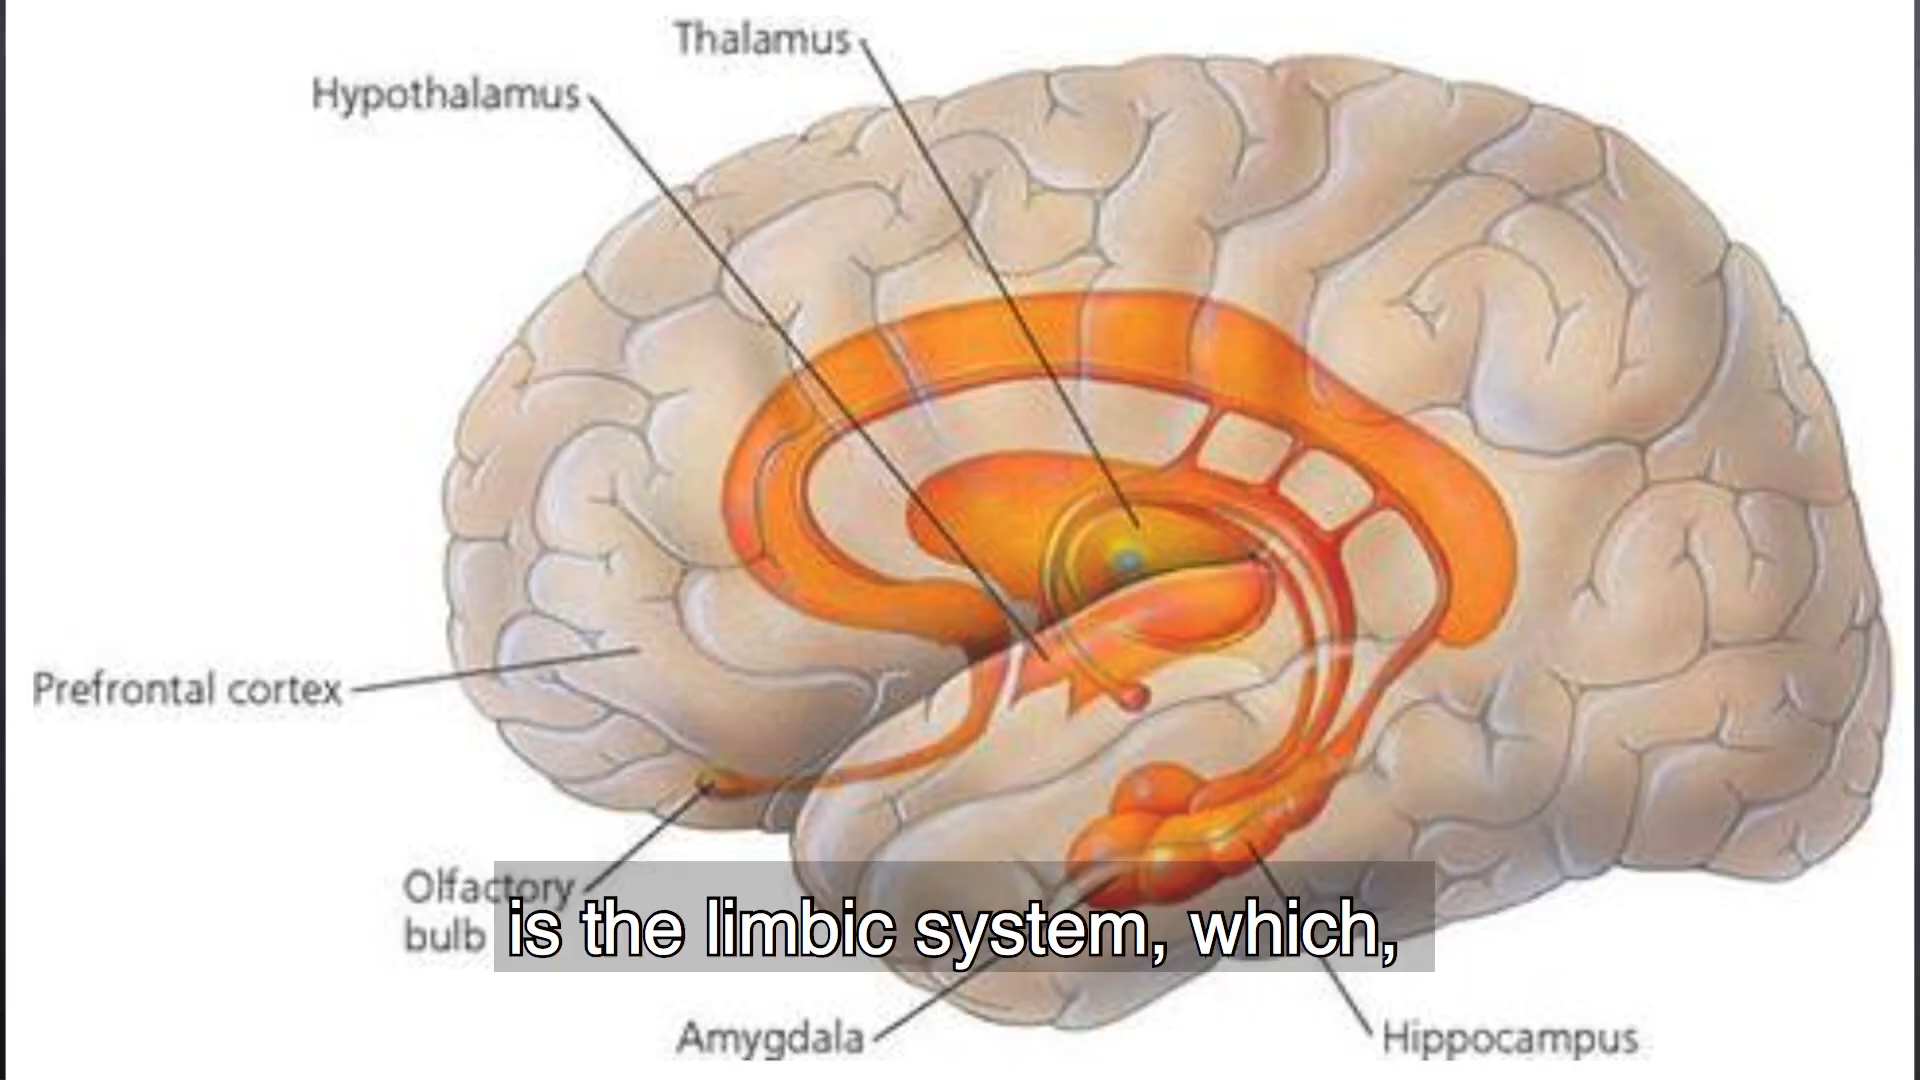 Thalamus
Hypothalamus
Prefrontal cortex
Olfactory
bulb
is the limbic system, which,
Amygdala
Hippocampus